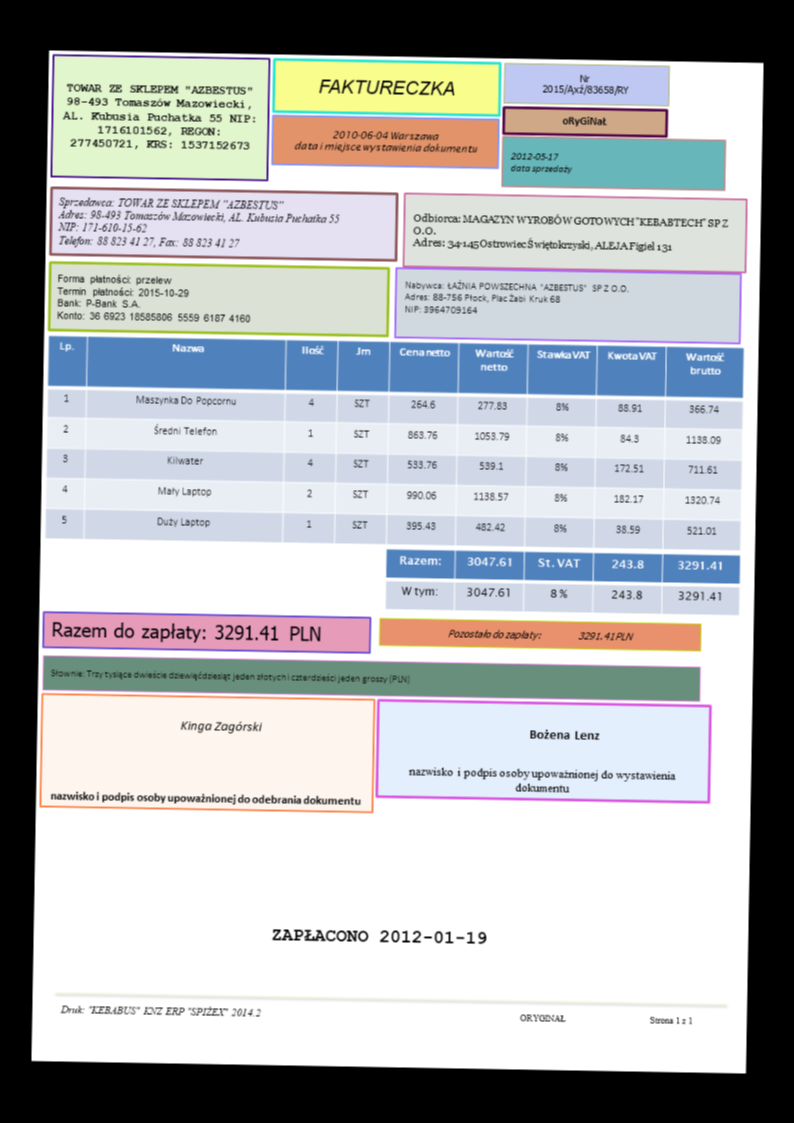 TOWAR ZE SKLEPEM "AZBESTUS"
98-493 Tomaszów Mazowiecki,
AL. Kubusia Puchatka 55 NIP:
1716101562, REGON:
277450721, KRS: 1537152673
FAKTURECZKA
2010-06-04 Warszawa
data i miejsce wystawienia dokumentu
Nr
2015/Ąxź/83658/RY
oRyGiNał
2012-05-17
data sprzedaży
Sprzedawca: TOWAR ZE SKLEPEM "AZBESTUS"
Adres: 98-493 Tomaszów Mazowiecki, AL. Kubusia Puchatka 55
NIP: 171-610-15-62
Telefon: 88 823 41 27, Fax: 88 823 41 27
Odbiorca: MAGAZYN WYROBÓW GOTOWYCH "KEBABTECH" SP Z
O.O.
Adres: 34-145 Ostrowiec Świętokrzyski, ALEJA Figiel 131
Forma płatności: przelew
Termin płatności: 2015-10-29
Bank: P-Bank S.A.
Konto: 36 6923 18585806 5559 6187 4160
Nabywca: ŁAŹNIA POWSZECHNA "AZBESTUS" SP Z O.O.
Adres: 88-756 Płock, Plac Żabi Kruk 68
NIP: 3964709164
Lp. Nazwa Ilość Jm Cena netto Wartość netto Stawka VAT Kwota VAT Wartość brutto
1 Maszynka Do Popcornu 4 SZT 264.6 277.83 8% 88.91 366.74
2 Średni Telefon 1 SZT 863.76 1053.79 8% 84.3 1138.09
3 Kilwater 4 SZT 533.76 539.1 8% 172.51 711.61
4 Mały Laptop 2 SZT 990.06 1138.57 8% 182.17 1320.74
5 Duży Laptop 1 SZT 395.43 482.42 8% 38.59 521.01
Razem: 3047.61 St. VAT 243.8 3291.41
W tym: 3047.61 8% 243.8 3291.41
Razem do zapłaty: 3291.41 PLN
Pozostało do zapłaty: 3291.41 PLN
Słownie: Trzy tysiące dwieście dziewięćdziesiąt jeden złotych i czterdzieści jeden groszy (PLN)
Kinga Zagórski
nazwisko i podpis osoby upoważnionej do odebrania dokumentu
Bożena Lenz
nazwisko i podpis osoby upoważnionej do wystawienia
dokumentu
ZAPŁACONO 2012-01-19
Druk: "KEBABUS" KNZ ERP "SPIŻEX" 2014.2
ORYGINAŁ
Strona 1 z 1